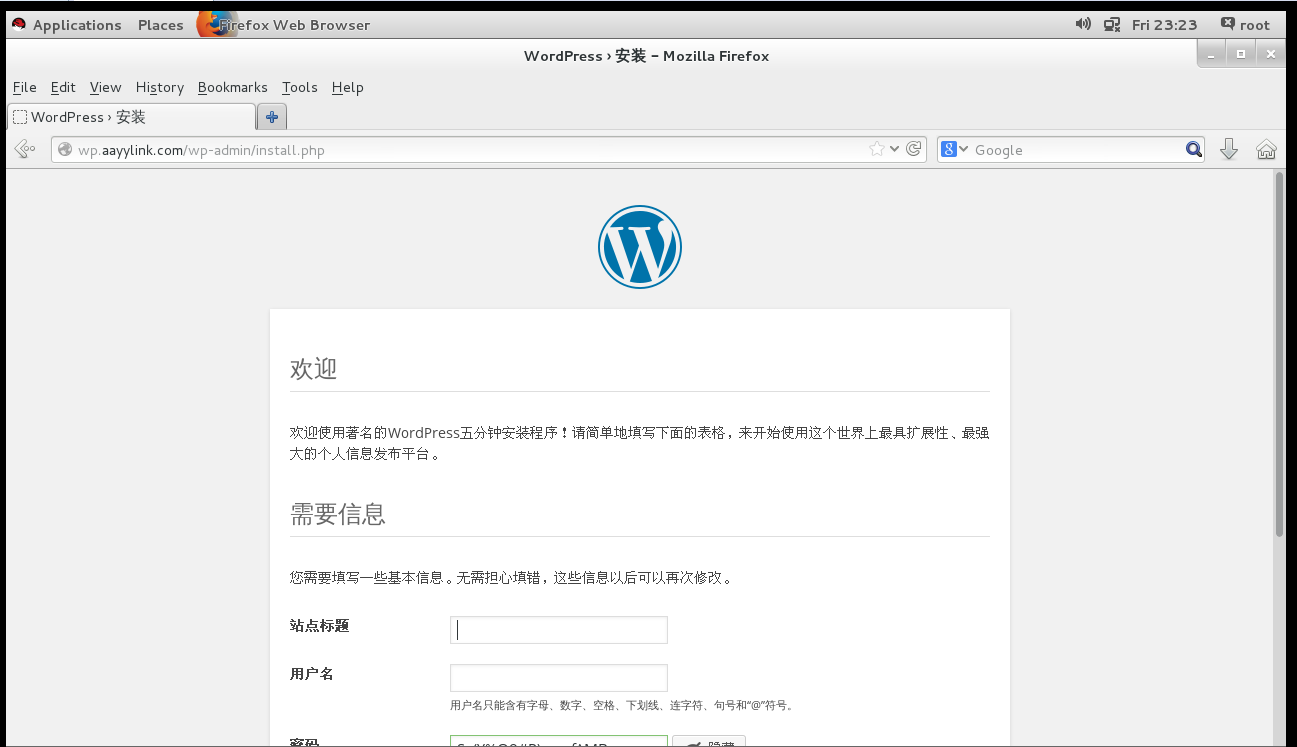 Applications Places Firefox Web Browser Fri 23:23 root
WordPress › 安装 - Mozilla Firefox
File Edit View History Bookmarks Tools Help
WordPress › 安装
wp.aayylink.com/wp-admin/install.php Google
欢迎
欢迎使用著名的WordPress五分钟安装程序！请简单地填写下面的表格，来开始使用这个世界上最具扩展性、最强
大的个人信息发布平台。
需要信息
您需要填写一些基本信息。无需担心填错，这些信息以后可以再次修改。
站点标题
用户名
用户名只能含有字母、数字、空格、下划线、连字符、句号和“@”符号。
密码 隐藏